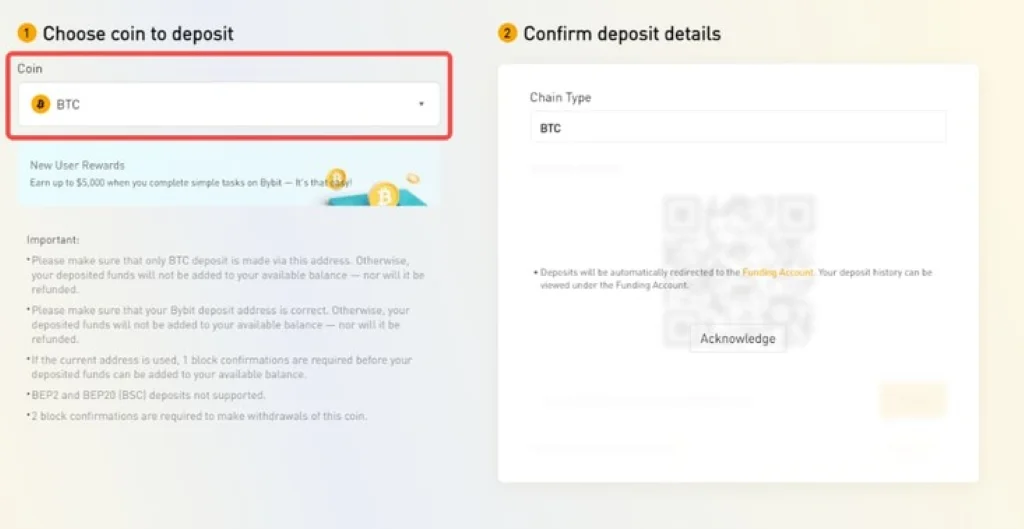 1 Choose coin to deposit
Coin
BTC
New User Rewards
Earn up to $5,000 when you complete simple tasks on Bybit — It's that easy!
Important:
•Please make sure that only BTC deposit is made via this address. Otherwise,
your deposited funds will not be added to your available balance — nor will it be
refunded.
•Please make sure that your Bybit deposit address is correct. Otherwise, your
deposited funds will not be added to your available balance — nor will it be
refunded.
•If the current address is used, 1 block confirmations are required before your
deposited funds can be added to your available balance.
•BEP2 and BEP20 (BSC) deposits not supported.
•2 block confirmations are required to make withdrawals of this coin.
2 Confirm deposit details
Chain Type
BTC
• Deposits will be automatically redirected to the Funding Account. Your deposit history can be
viewed under the Funding Account.
Acknowledge